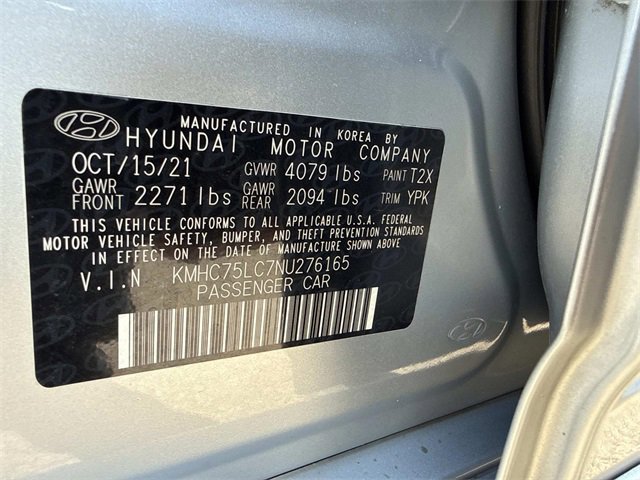 MANUFACTURED IN KOREA BY
HYUNDAI MOTOR COMPANY
OCT/15/21 GVWR 4079 lbs PAINT T2X
GAWR FRONT 2271 lbs GAWR REAR 2094 lbs TRIM YPK
THIS VEHICLE CONFORMS TO ALL APPLICABLE U.S.A. FEDERAL
MOTOR VEHICLE SAFETY, BUMPER, AND THEFT PREVENTION STANDARDS
IN EFFECT ON THE DATE OF MANUFACTURE SHOWN ABOVE.
V.I.N KMHC75LC7NU276165
PASSENGER CAR